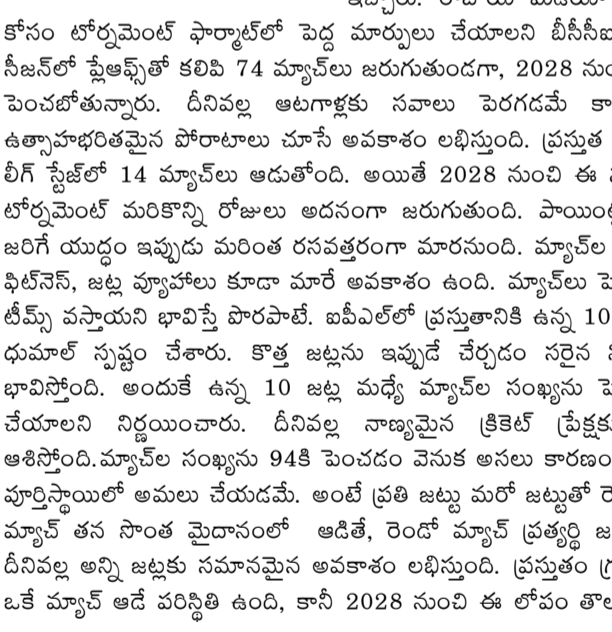 కోసం టోర్నమెంట్ ఫార్మాట్‌లో పెద్ద మార్పులు చేయాలని బీసీసీఐ
సీజన్‌లో ప్లేఆఫ్స్‌తో కలిపి 74 మ్యాచ్‌లు జరుగుతుండగా, 2028
పెంచబోతున్నారు. దీనివల్ల ఆటగాళ్లకు సవాలు పెరగడమే
ఉత్సాహభరితమైన పోరాటాలు చూసే అవకాశం లభిస్తుంది. ప్రస్తుత
లీగ్ స్టేజ్‌లో 14 మ్యాచ్‌లు ఆడుతోంది. అయితే 2028 నుంచి ఈ
టోర్నమెంట్ మరికొన్ని రోజులు అదనంగా జరుగుతుంది.
జరిగే యుద్ధం ఇప్పుడు మరింత రసవత్తరంగా మారనుంది. మ్యాచ్‌ల
ఫిట్‌నెస్, జట్ల వ్యూహాలు కూడా మారే అవకాశం ఉంది. మ్యాచ్‌లు
టీమ్స్ వస్తాయని భావిస్తే పొరపాటే. ఐపీఎల్‌లో ప్రస్తుతానికి ఉన్న 10
ధుమాల్ స్పష్టం చేశారు. కొత్త జట్లను ఇప్పుడే చేర్చడం సరైన
భావిస్తోంది. అందుకే ఉన్న 10 జట్ల మధ్యే మ్యాచ్‌ల సంఖ్యను
చేయాలని నిర్ణయించారు. దీనివల్ల నాణ్యమైన క్రికెట్
ఆశిస్తోంది.మ్యాచ్‌ల సంఖ్యను 94కి పెంచడం వెనుక అసలు కారణం
పూర్తిస్థాయిలో అమలు చేయడమే. అంటే ప్రతి జట్టు మరో జట్టుతో
మ్యాచ్ తన సొంత మైదానంలో ఆడితే, రెండో మ్యాచ్ ప్రత్యర్థి
దీనివల్ల అన్ని జట్లకు సమానమైన అవకాశం లభిస్తుంది. ప్రస్తుతం
ఒకే మ్యాచ్ ఆడే పరిస్థితి ఉంది, కానీ 2028 నుంచి ఈ లోపం